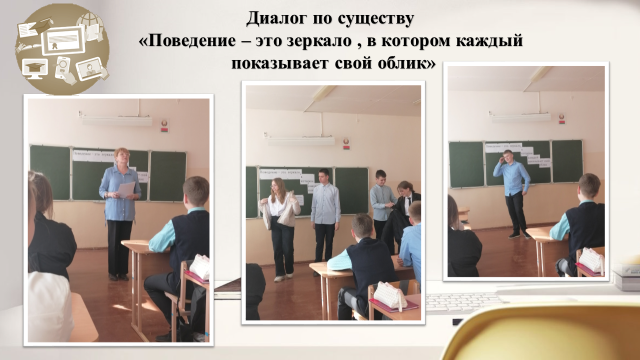 Диалог по существу
«Поведение – это зеркало , в котором каждый
показывает свой облик»